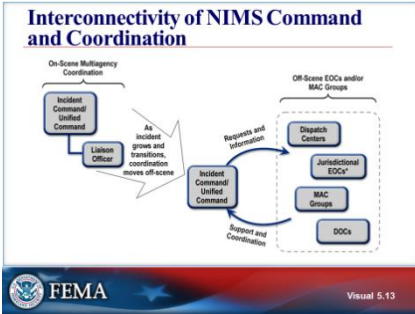 Interconnectivity of NIMS Command
and Coordination
On-Scene Multiagency
Coordination
Incident
Command/
Unified
Command
Liaison
Officer
As
incident
grows and
transitions,
coordination
moves off-scene
Incident
Command/
Unified
Command
Requests and
Information
Support and
Coordination
Off-Scene EOCs and/or
MAC Groups
Dispatch
Centers
Jurisdictional
EOCs*
MAC
Groups
DOCs
FEMA
Visual 5.13